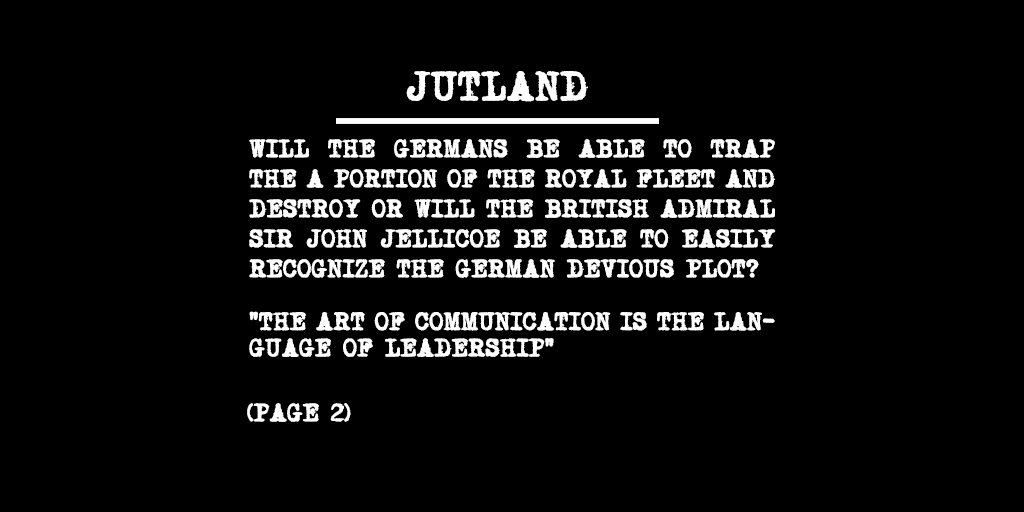 JUTLAND
WILL THE GERMANS BE ABLE TO TRAP
THE A PORTION OF THE ROYAL FLEET AND
DESTROY OR WILL THE BRITISH ADMIRAL
SIR JOHN JELLICOE BE ABLE TO EASILY
RECOGNIZE THE GERMAN DEVIOUS PLOT?
"THE ART OF COMMUNICATION IS THE LAN-
GUAGE OF LEADERSHIP"
(PAGE 2)